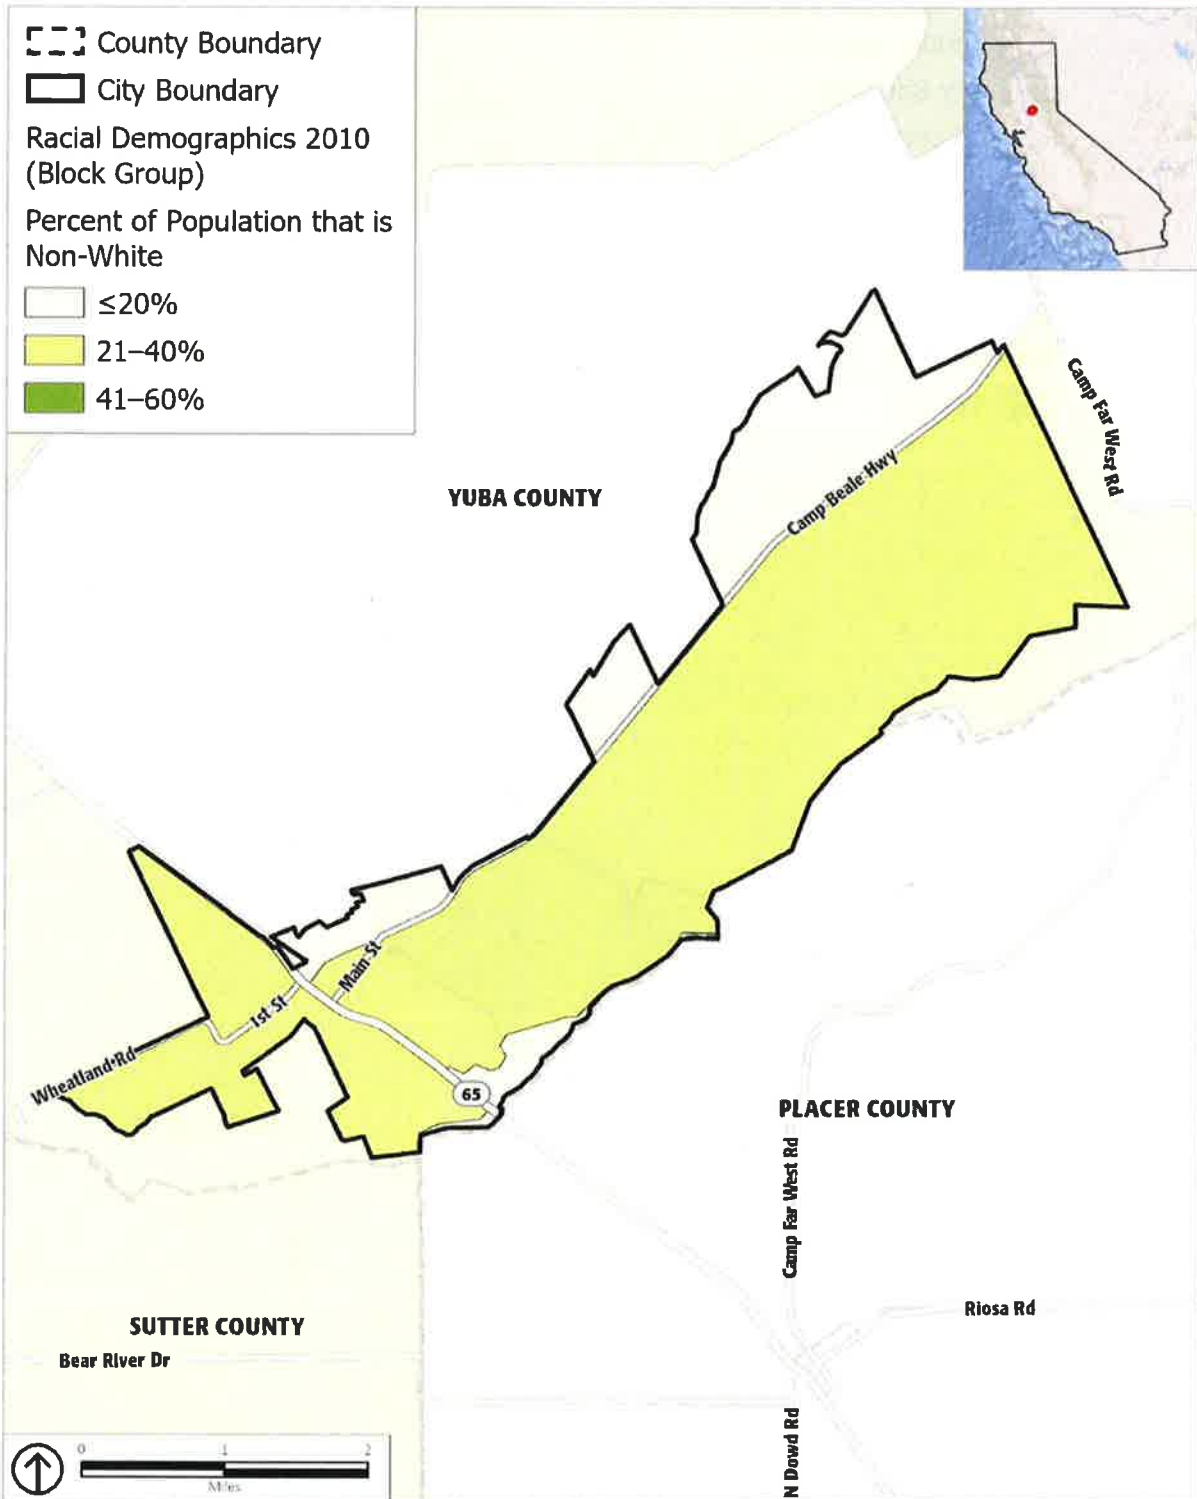 County Boundary
City Boundary
Racial Demographics 2010
(Block Group)
Percent of Population that is
Non-White
≤20%
21–40%
41–60%
Camp Far West Rd
YUBA COUNTY
Camp Beale Hwy
Main St
1st St
Wheatland Rd
65
PLACER COUNTY
Camp Far West Rd
Riosa Rd
SUTTER COUNTY
Bear River Dr
N Dowd Rd
0 1 2
Miles